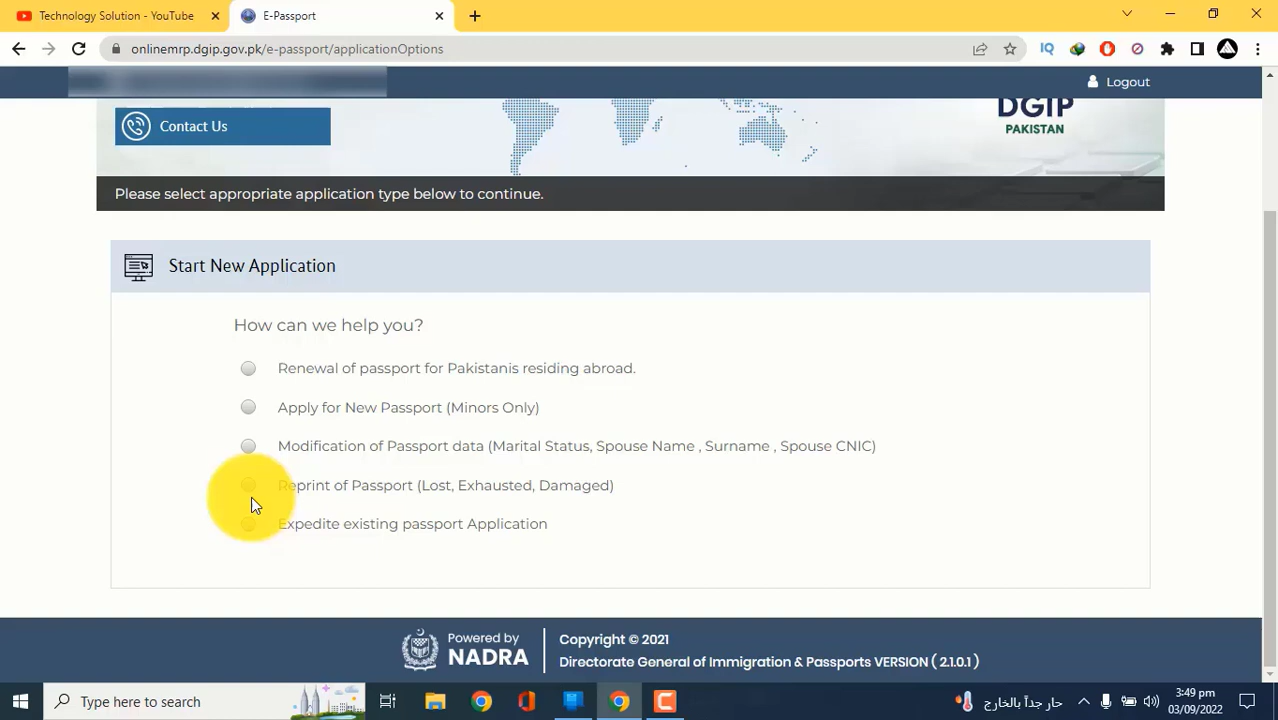 Technology Solution - YouTube
E-Passport
onlinemrp.dgip.gov.pk/e-passport/applicationOptions
IQ
Logout
Contact Us
DGIP
PAKISTAN
Please select appropriate application type below to continue.
Start New Application
How can we help you?
Renewal of passport for Pakistanis residing abroad.
Apply for New Passport (Minors Only)
Modification of Passport data (Marital Status, Spouse Name , Surname , Spouse CNIC)
Reprint of Passport (Lost, Exhausted, Damaged)
Expedite existing passport Application
Powered by
NADRA
Copyright © 2021
Directorate General of Immigration & Passports VERSION ( 2.1.0.1 )
Type here to search
حار جداً بالخارج
3:49 pm
03/09/2022